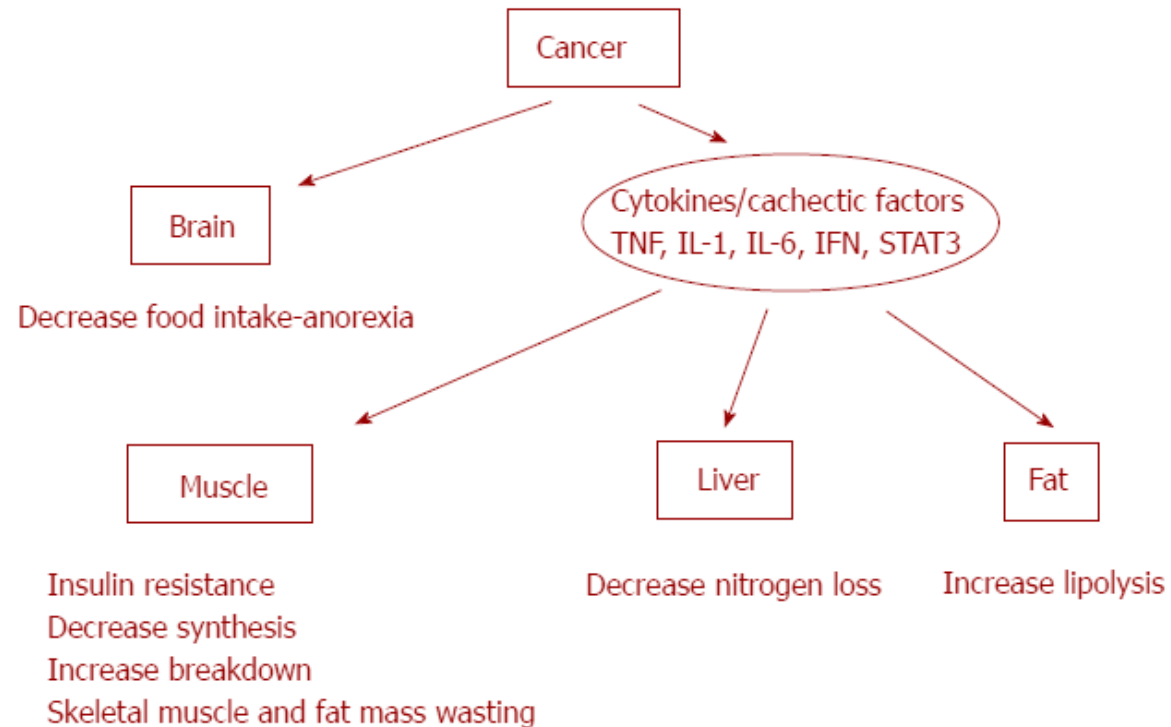 Cancer
Brain
Cytokines/cachectic factors
TNF, IL-1, IL-6, IFN, STAT3
Decrease food intake-anorexia
Muscle
Liver
Fat
Insulin resistance
Decrease synthesis
Increase breakdown
Skeletal muscle and fat mass wasting
Decrease nitrogen loss
Increase lipolysis